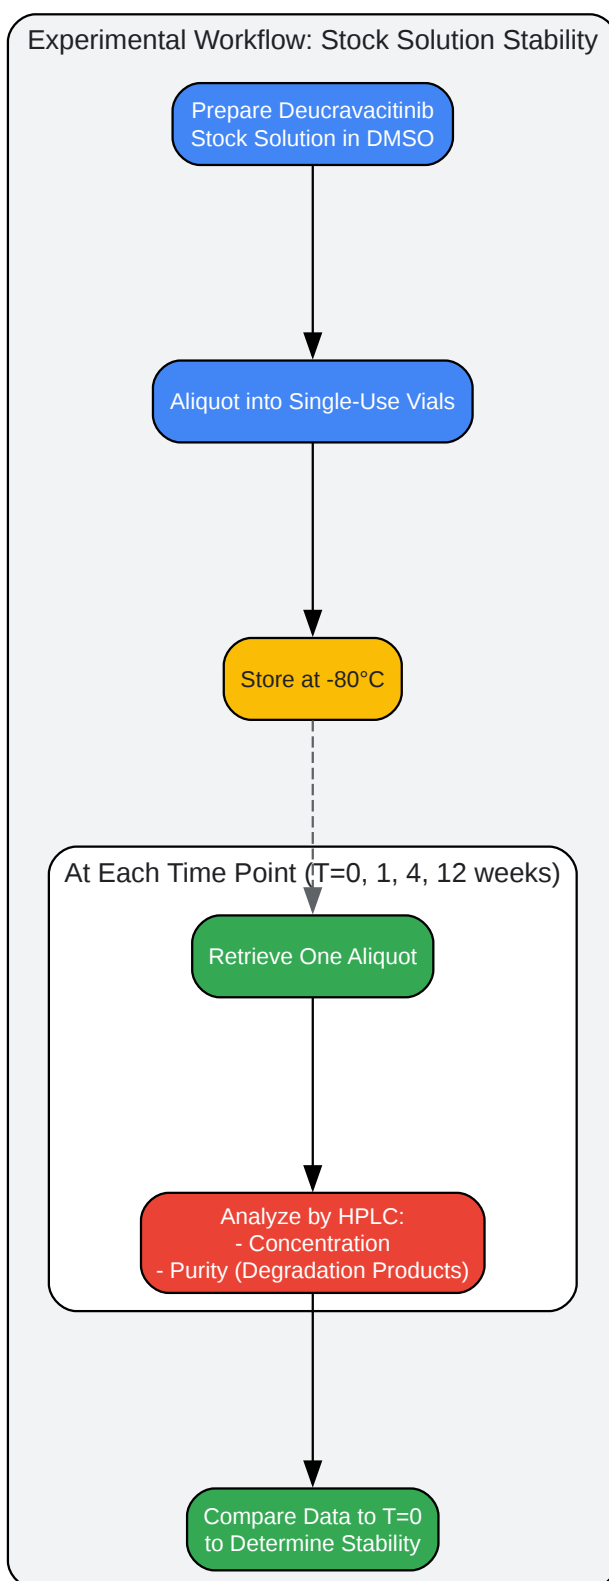 Experimental Workflow: Stock Solution Stability
Prepare Deucravacitinib
Stock Solution in DMSO
Aliquot into Single-Use Vials
Store at -80°C
At Each Time Point (T=0, 1, 4, 12 weeks)
Retrieve One Aliquot
Analyze by HPLC:
- Concentration
- Purity (Degradation Products)
Compare Data to T=0
to Determine Stability